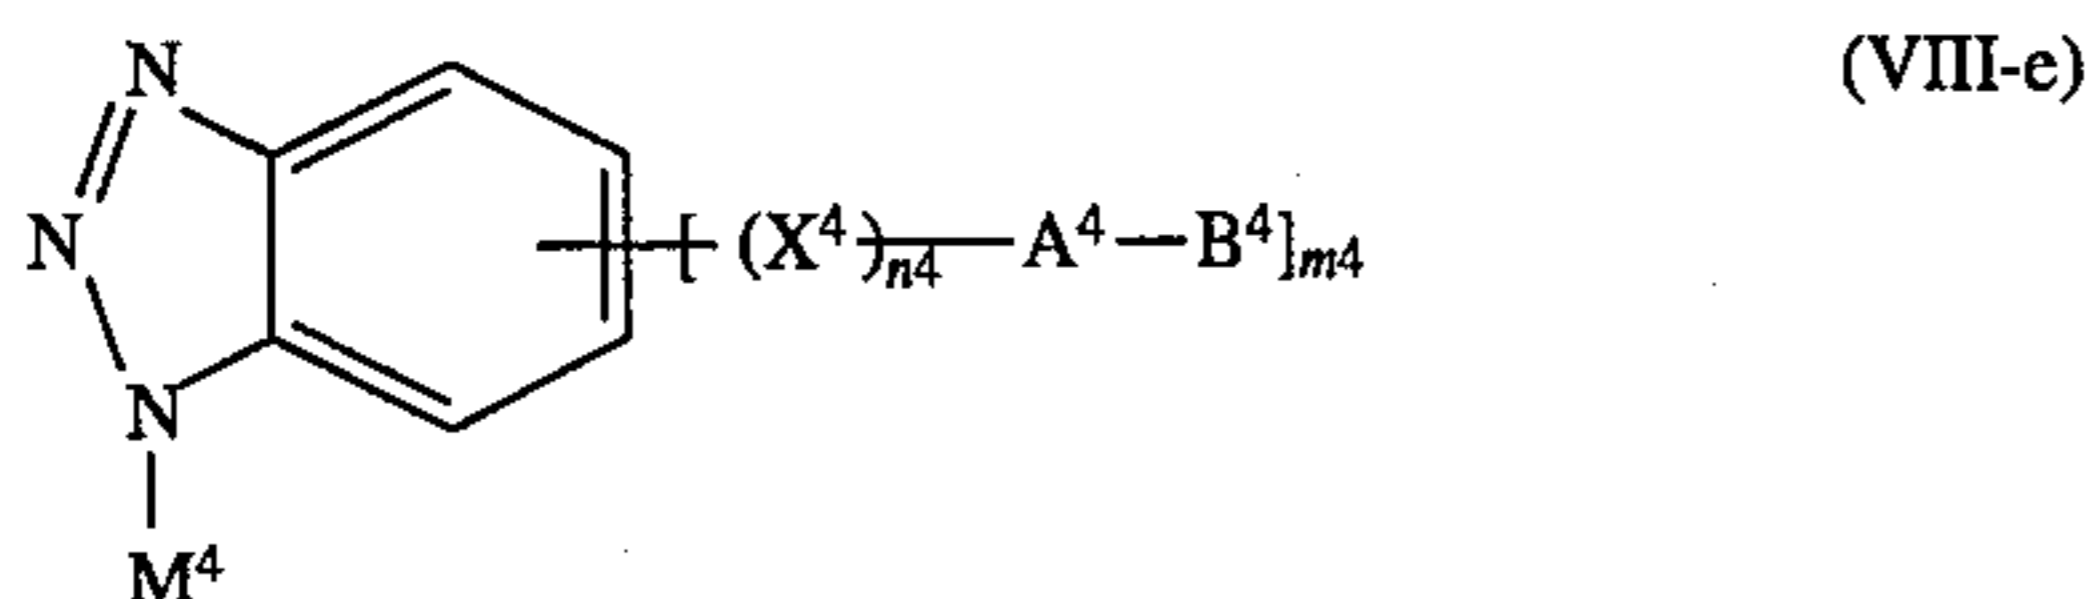 N
(VIII-e)
N
[ (X⁴)n4 — A⁴ — B⁴]m4
N
M⁴